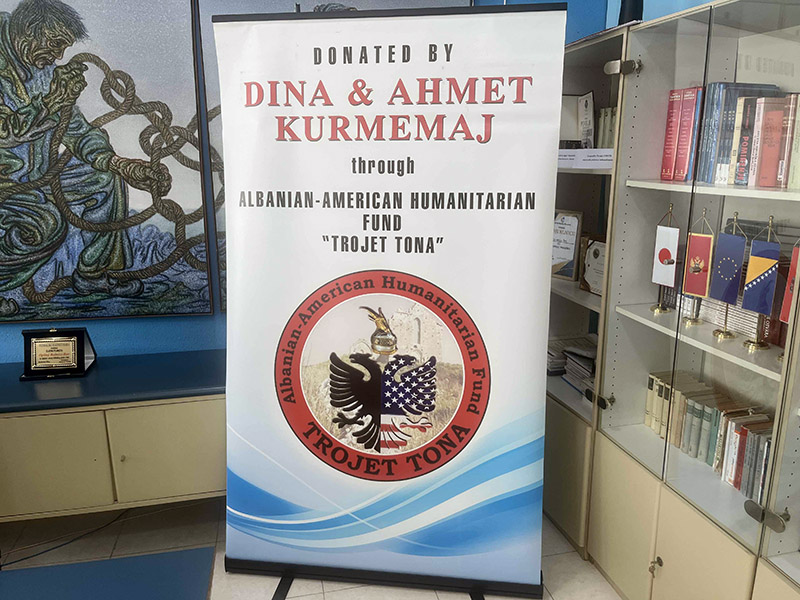 DONATED BY
DINA & AHMET
KURMEMAJ
through
ALBANIAN-AMERICAN HUMANITARIAN
FUND
"TROJET TONA"
Albanian-American Humanitarian Fund
TROJET TONA